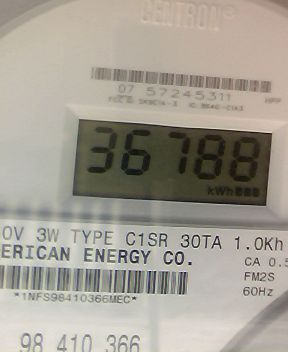 CENTRON®
07 57245311
36788
kWh
0V 3W TYPE C1SR 30TA 1.0Kh
ERICAN ENERGY CO.
CA 0.5
FM2S
*1NFS98410366MEC*
60Hz
98 410 366